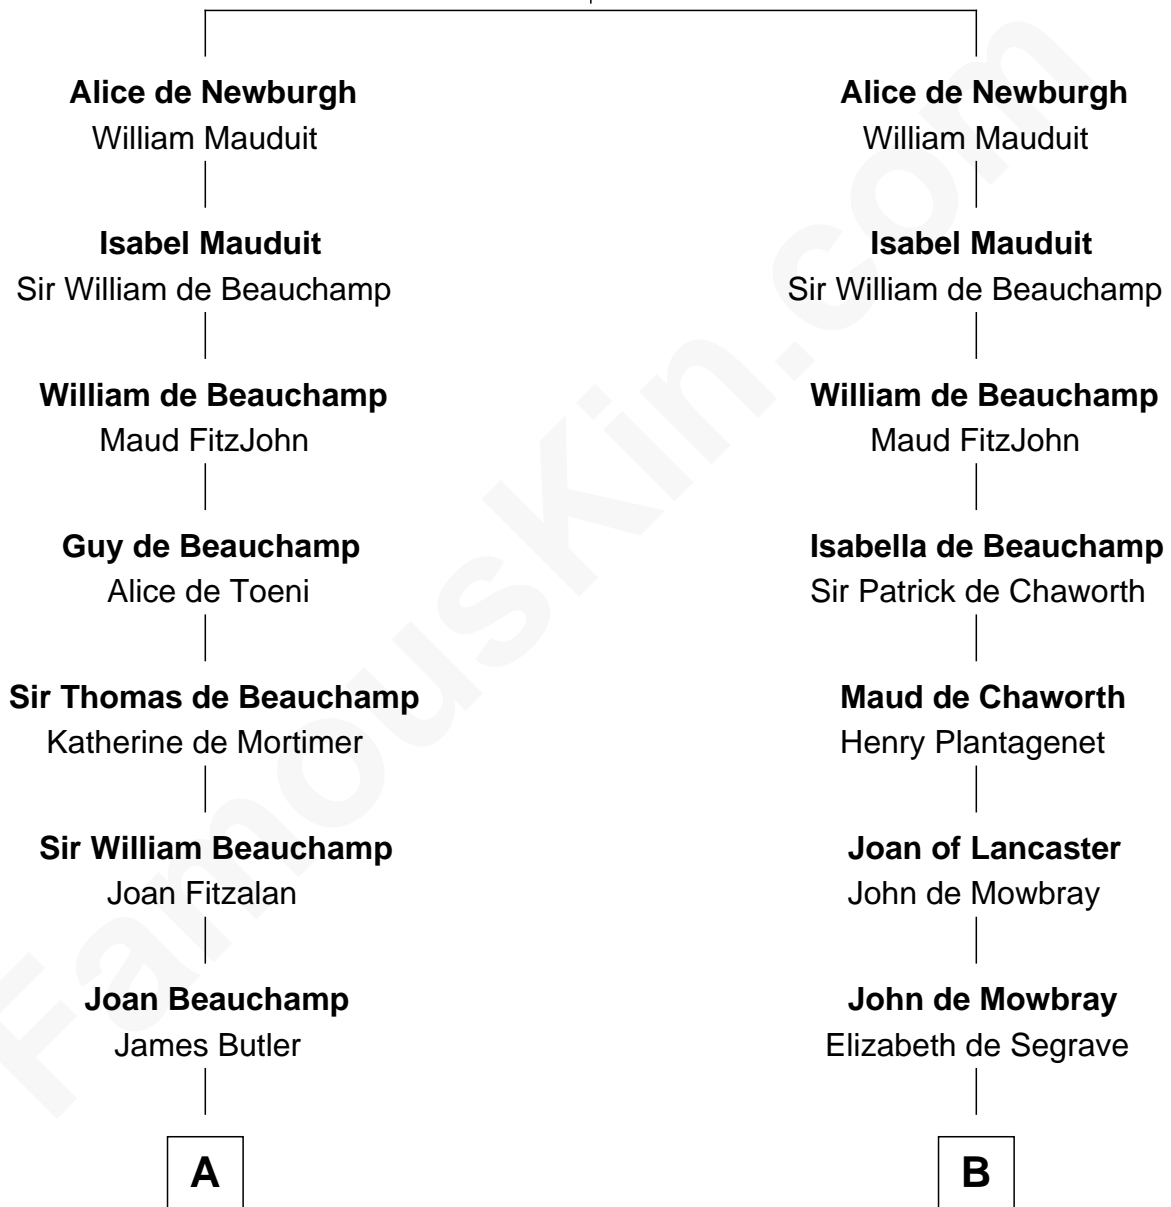 Alice de Newburgh
William Mauduit
Isabel Mauduit
Sir William de Beauchamp
William de Beauchamp
Maud FitzJohn
Guy de Beauchamp
Alice de Toeni
Sir Thomas de Beauchamp
Katherine de Mortimer
Sir William Beauchamp
Joan Fitzalan
Joan Beauchamp
James Butler
A
Alice de Newburgh
William Mauduit
Isabel Mauduit
Sir William de Beauchamp
William de Beauchamp
Maud FitzJohn
Isabella de Beauchamp
Sir Patrick de Chaworth
Maud de Chaworth
Henry Plantagenet
Joan of Lancaster
John de Mowbray
John de Mowbray
Elizabeth de Segrave
B
FamousKin.com